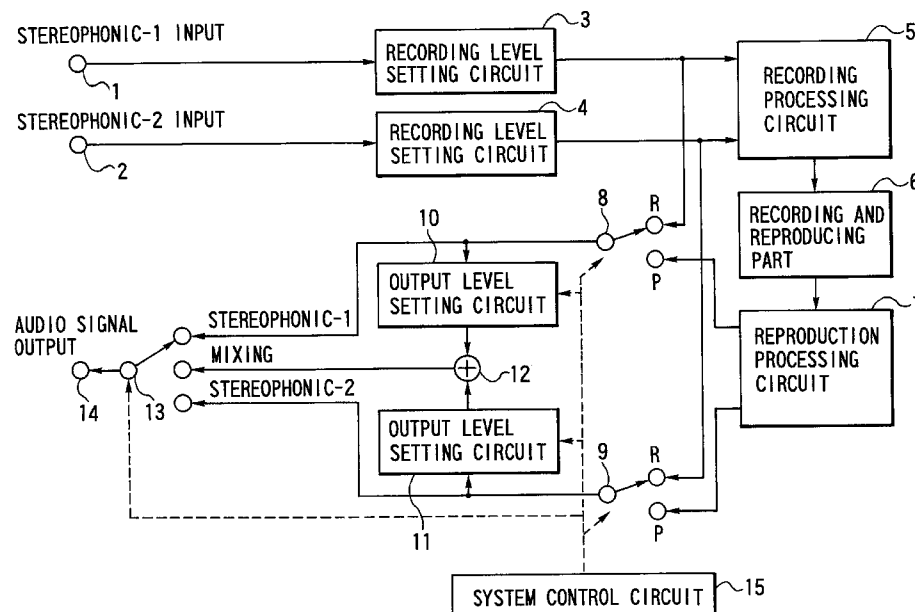 3
STEREOPHONIC-1 INPUT
1
RECORDING LEVEL
SETTING CIRCUIT
5
RECORDING
PROCESSING
CIRCUIT
4
STEREOPHONIC-2 INPUT
2
RECORDING LEVEL
SETTING CIRCUIT
6
RECORDING AND
REPRODUCING
PART
8
R
P
10
OUTPUT LEVEL
SETTING CIRCUIT
REPRODUCTION
PROCESSING
CIRCUIT
AUDIO SIGNAL
OUTPUT
14
13
STEREOPHONIC-1
MIXING
STEREOPHONIC-2
12
OUTPUT LEVEL
SETTING CIRCUIT
11
9
R
P
SYSTEM CONTROL CIRCUIT
15